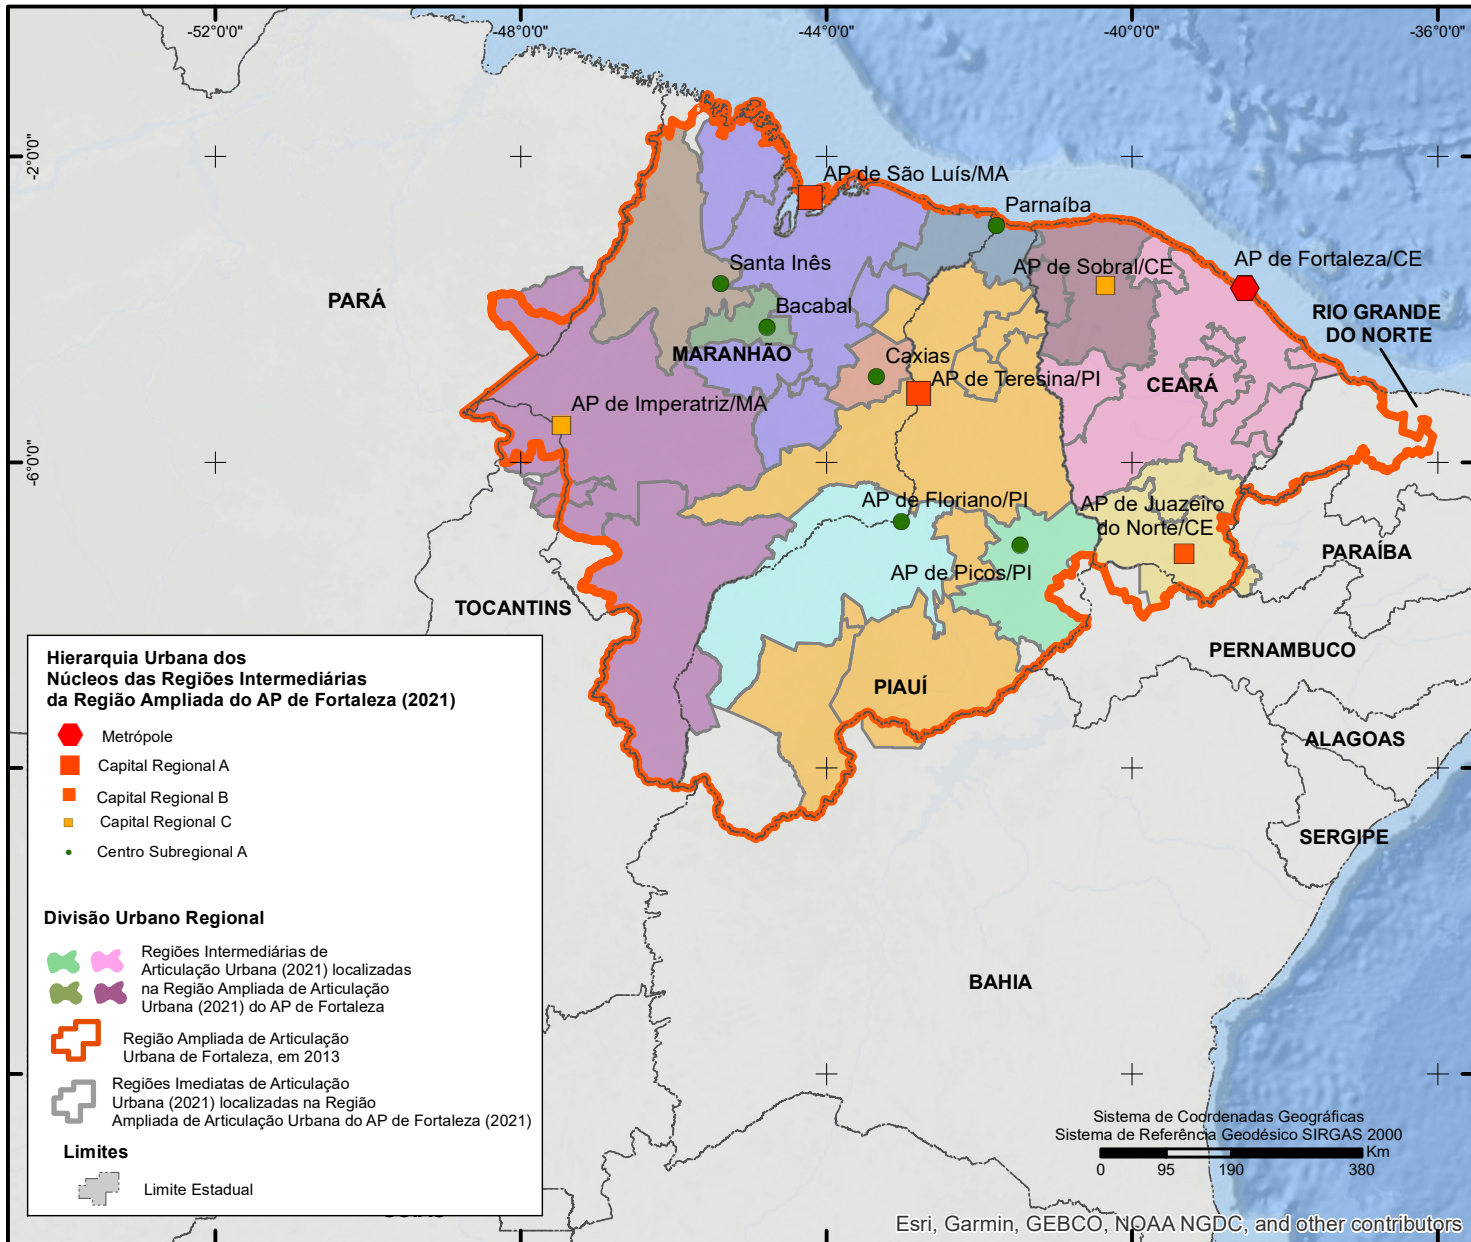 -52°0'0"
-48°0'0"
-44°0'0"
-40°0'0"
-36°0'0"
-2°0'0"
-6°0'0"
AP de São Luís/MA
Parnaíba
Santa Inês
AP de Sobral/CE
AP de Fortaleza/CE
PARÁ
Bacabal
RIO GRANDE
DO NORTE
MARANHÃO
Caxias
AP de Teresina/PI
CEARÁ
AP de Imperatriz/MA
AP de Floriano/PI
AP de Juazeiro
do Norte/CE
PARAÍBA
AP de Picos/PI
TOCANTINS
PERNAMBUCO
PIAUÍ
ALAGOAS
SERGIPE
BAHIA
Hierarquia Urbana dos
Núcleos das Regiões Intermediárias
da Região Ampliada do AP de Fortaleza (2021)
Metrópole
Capital Regional A
Capital Regional B
Capital Regional C
Centro Subregional A
Divisão Urbano Regional
Regiões Intermediárias de
Articulação Urbana (2021) localizadas
na Região Ampliada de Articulação
Urbana (2021) do AP de Fortaleza
Região Ampliada de Articulação
Urbana de Fortaleza, em 2013
Regiões Imediatas de Articulação
Urbana (2021) localizadas na Região
Ampliada de Articulação Urbana do AP de Fortaleza (2021)
Limites
Limite Estadual
Sistema de Coordenadas Geográficas
Sistema de Referência Geodésico SIRGAS 2000
Km
0 95 190 380
Esri, Garmin, GEBCO, NOAA NGDC, and other contributors